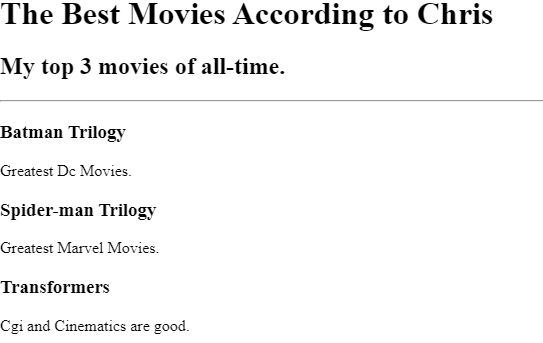 The Best Movies According to Chris
My top 3 movies of all-time.
Batman Trilogy
Greatest Dc Movies.
Spider-man Trilogy
Greatest Marvel Movies.
Transformers
Cgi and Cinematics are good.